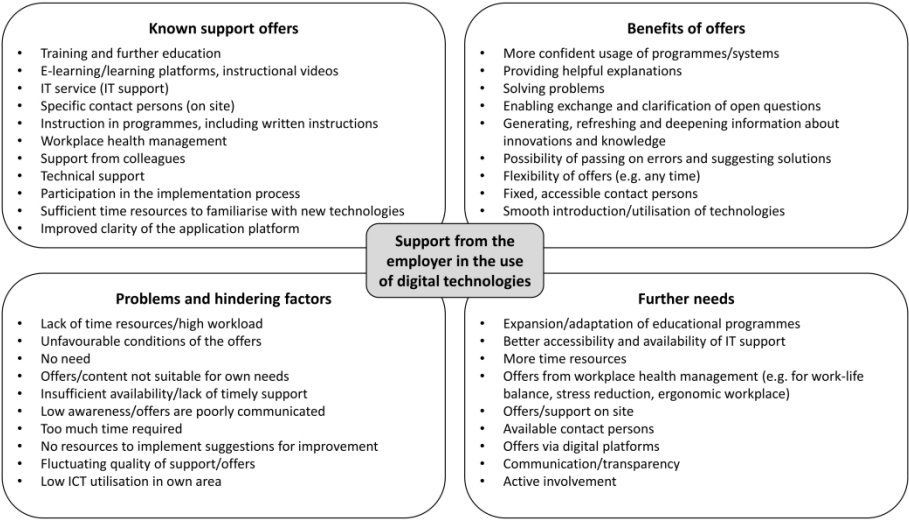 Known support offers
• Training and further education
• E-learning/learning platforms, instructional videos
• IT service (IT support)
• Specific contact persons (on site)
• Instruction in programmes, including written instructions
• Workplace health management
• Support from colleagues
• Technical support
• Participation in the implementation process
• Sufficient time resources to familiarise with new technologies
• Improved clarity of the application platform
Benefits of offers
• More confident usage of programmes/systems
• Providing helpful explanations
• Solving problems
• Enabling exchange and clarification of open questions
• Generating, refreshing and deepening information about
innovations and knowledge
• Possibility of passing on errors and suggesting solutions
• Flexibility of offers (e.g. any time)
• Fixed, accessible contact persons
• Smooth introduction/utilisation of technologies
Support from the
employer in the use
of digital technologies
Problems and hindering factors
• Lack of time resources/high workload
• Unfavourable conditions of the offers
• No need
• Offers/content not suitable for own needs
• Insufficient availability/lack of timely support
• Low awareness/offers are poorly communicated
• Too much time required
• No resources to implement suggestions for improvement
• Fluctuating quality of support/offers
• Low ICT utilisation in own area
Further needs
• Expansion/adaptation of educational programmes
• Better accessibility and availability of IT support
• More time resources
• Offers from workplace health management (e.g. for work-life
balance, stress reduction, ergonomic workplace)
• Offers/support on site
• Available contact persons
• Offers via digital platforms
• Communication/transparency
• Active involvement